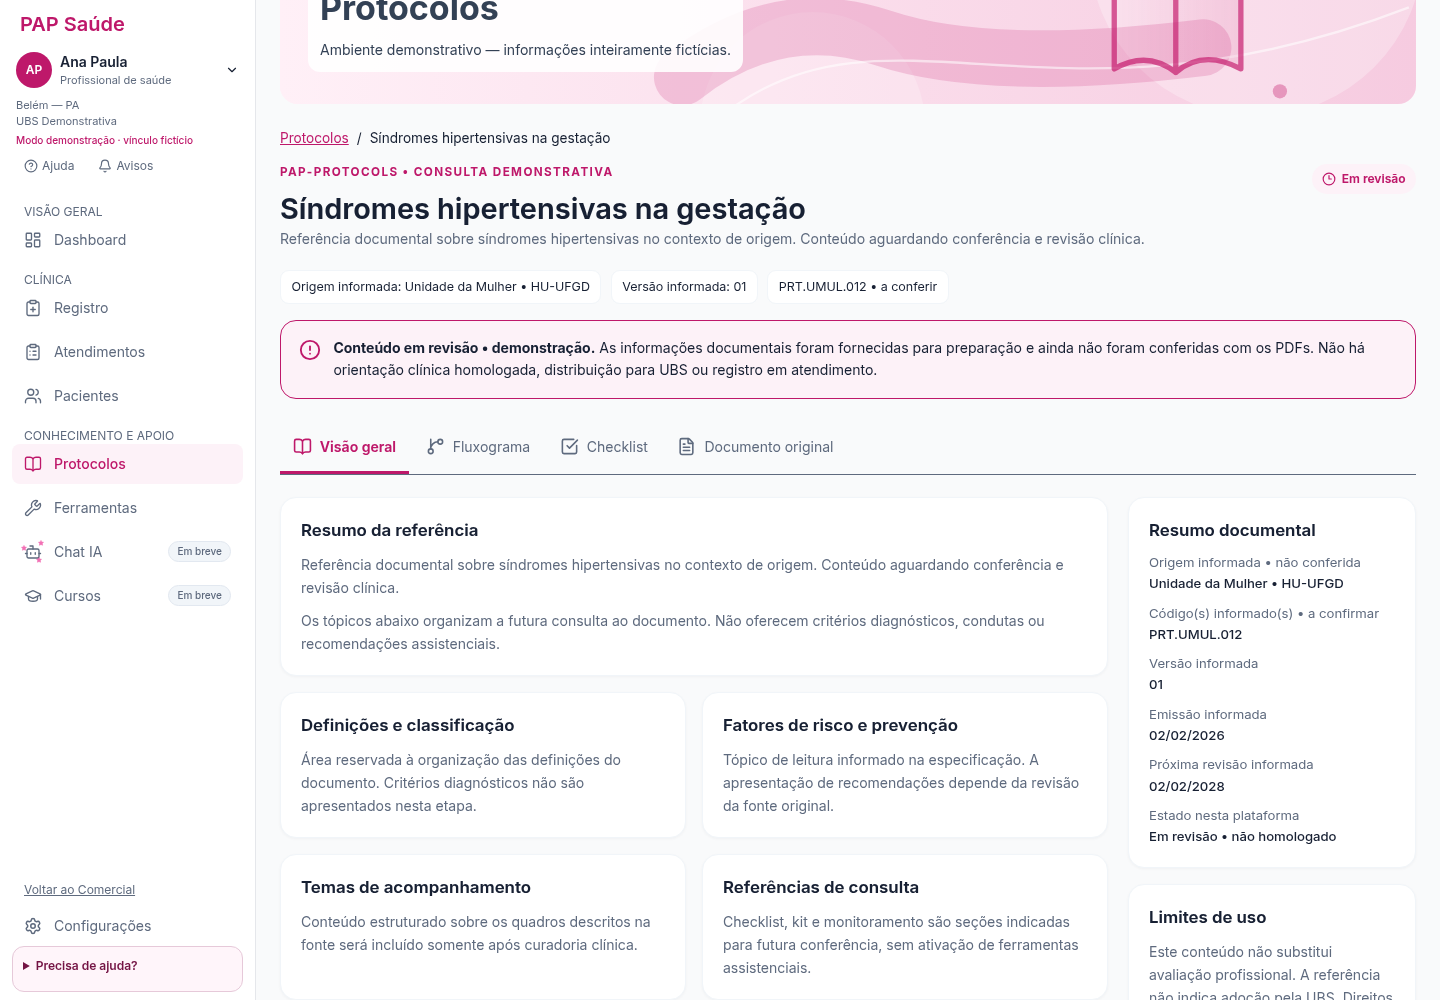 PAP Saúde
AP
Ana Paula
Profissional de saúde
Belém — PA
UBS Demonstrativa
Modo demonstração · vínculo fictício
Ajuda
Avisos
VISÃO GERAL
Dashboard
CLÍNICA
Registro
Atendimentos
Pacientes
CONHECIMENTO E APOIO
Protocolos
Ferramentas
Chat IA
Em breve
Cursos
Em breve
Voltar ao Comercial
Configurações
Precisa de ajuda?
Protocolos
Ambiente demonstrativo — informações inteiramente fictícias.
Protocolos / Síndromes hipertensivas na gestação
PAP-PROTOCOLS • CONSULTA DEMONSTRATIVA
Em revisão
Síndromes hipertensivas na gestação
Referência documental sobre síndromes hipertensivas no contexto de origem. Conteúdo aguardando conferência e revisão clínica.
Origem informada: Unidade da Mulher • HU-UFGD
Versão informada: 01
PRT.UMUL.012 • a conferir
Conteúdo em revisão • demonstração. As informações documentais foram fornecidas para preparação e ainda não foram conferidas com os PDFs. Não há
orientação clínica homologada, distribuição para UBS ou registro em atendimento.
Visão geral
Fluxograma
Checklist
Documento original
Resumo da referência
Referência documental sobre síndromes hipertensivas no contexto de origem. Conteúdo aguardando conferência e
revisão clínica.
Os tópicos abaixo organizam a futura consulta ao documento. Não oferecem critérios diagnósticos, condutas ou
recomendações assistenciais.
Definições e classificação
Área reservada à organização das definições do
documento. Critérios diagnósticos não são
apresentados nesta etapa.
Fatores de risco e prevenção
Tópico de leitura informado na especificação. A
apresentação de recomendações depende da revisão
da fonte original.
Temas de acompanhamento
Conteúdo estruturado sobre os quadros descritos na
fonte será incluído somente após curadoria clínica.
Referências de consulta
Checklist, kit e monitoramento são seções indicadas
para futura conferência, sem ativação de ferramentas
assistenciais.
Resumo documental
Origem informada • não conferida
Unidade da Mulher • HU-UFGD
Código(s) informado(s) • a confirmar
PRT.UMUL.012
Versão informada
01
Emissão informada
02/02/2026
Próxima revisão informada
02/02/2028
Estado nesta plataforma
Em revisão • não homologado
Limites de uso
Este conteúdo não substitui
avaliação profissional. A referência
não indica adoção pela UBS. Direitos